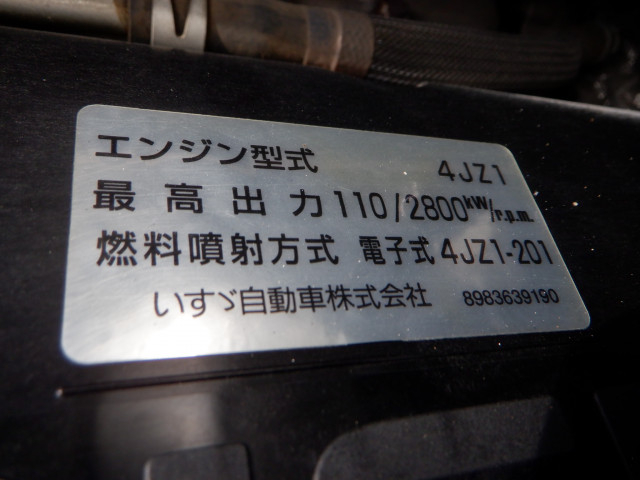 エンジン型式 4JZ1
最高出力 110/2800kW/r.p.m.
燃料噴射方式 電子式 4JZ1-201
いすゞ自動車株式会社 8983639190